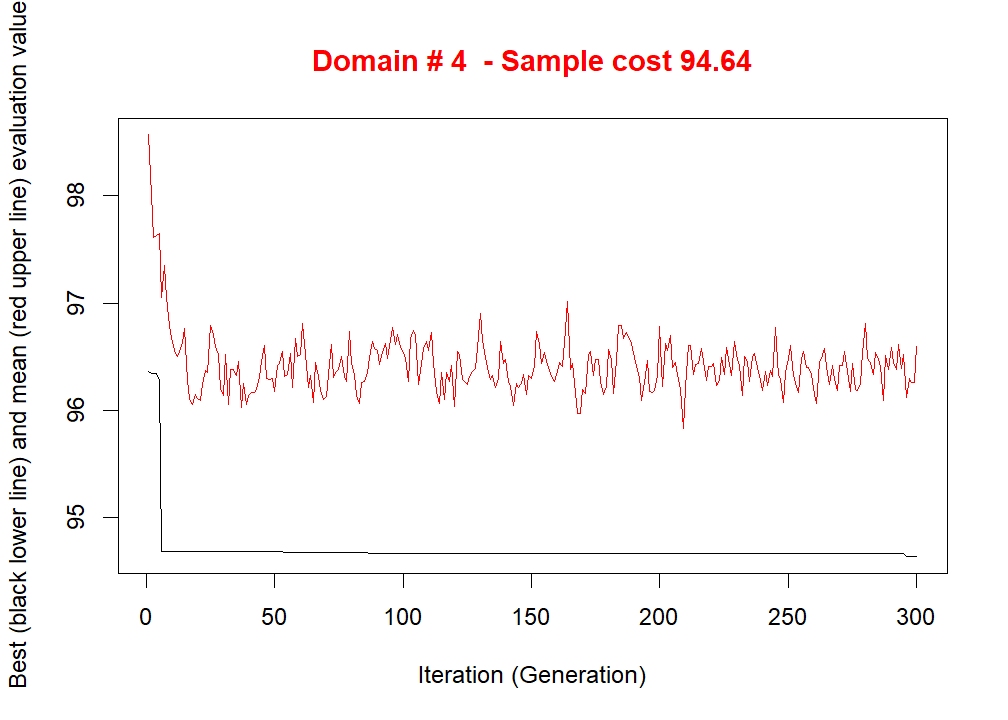 Domain # 4  - Sample cost 94.64
Best (black lower line) and mean (red upper line) evaluation value
98
97
96
95
0 50 100 150 200 250 300
Iteration (Generation)